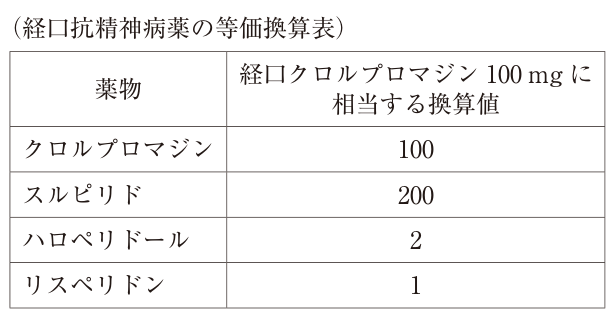 （経口抗精神病薬の等価換算表）
薬物
経口クロルプロマジン 100 mg に
相当する換算値
クロルプロマジン 100
スルピリド 200
ハロペリドール 2
リスペリドン 1